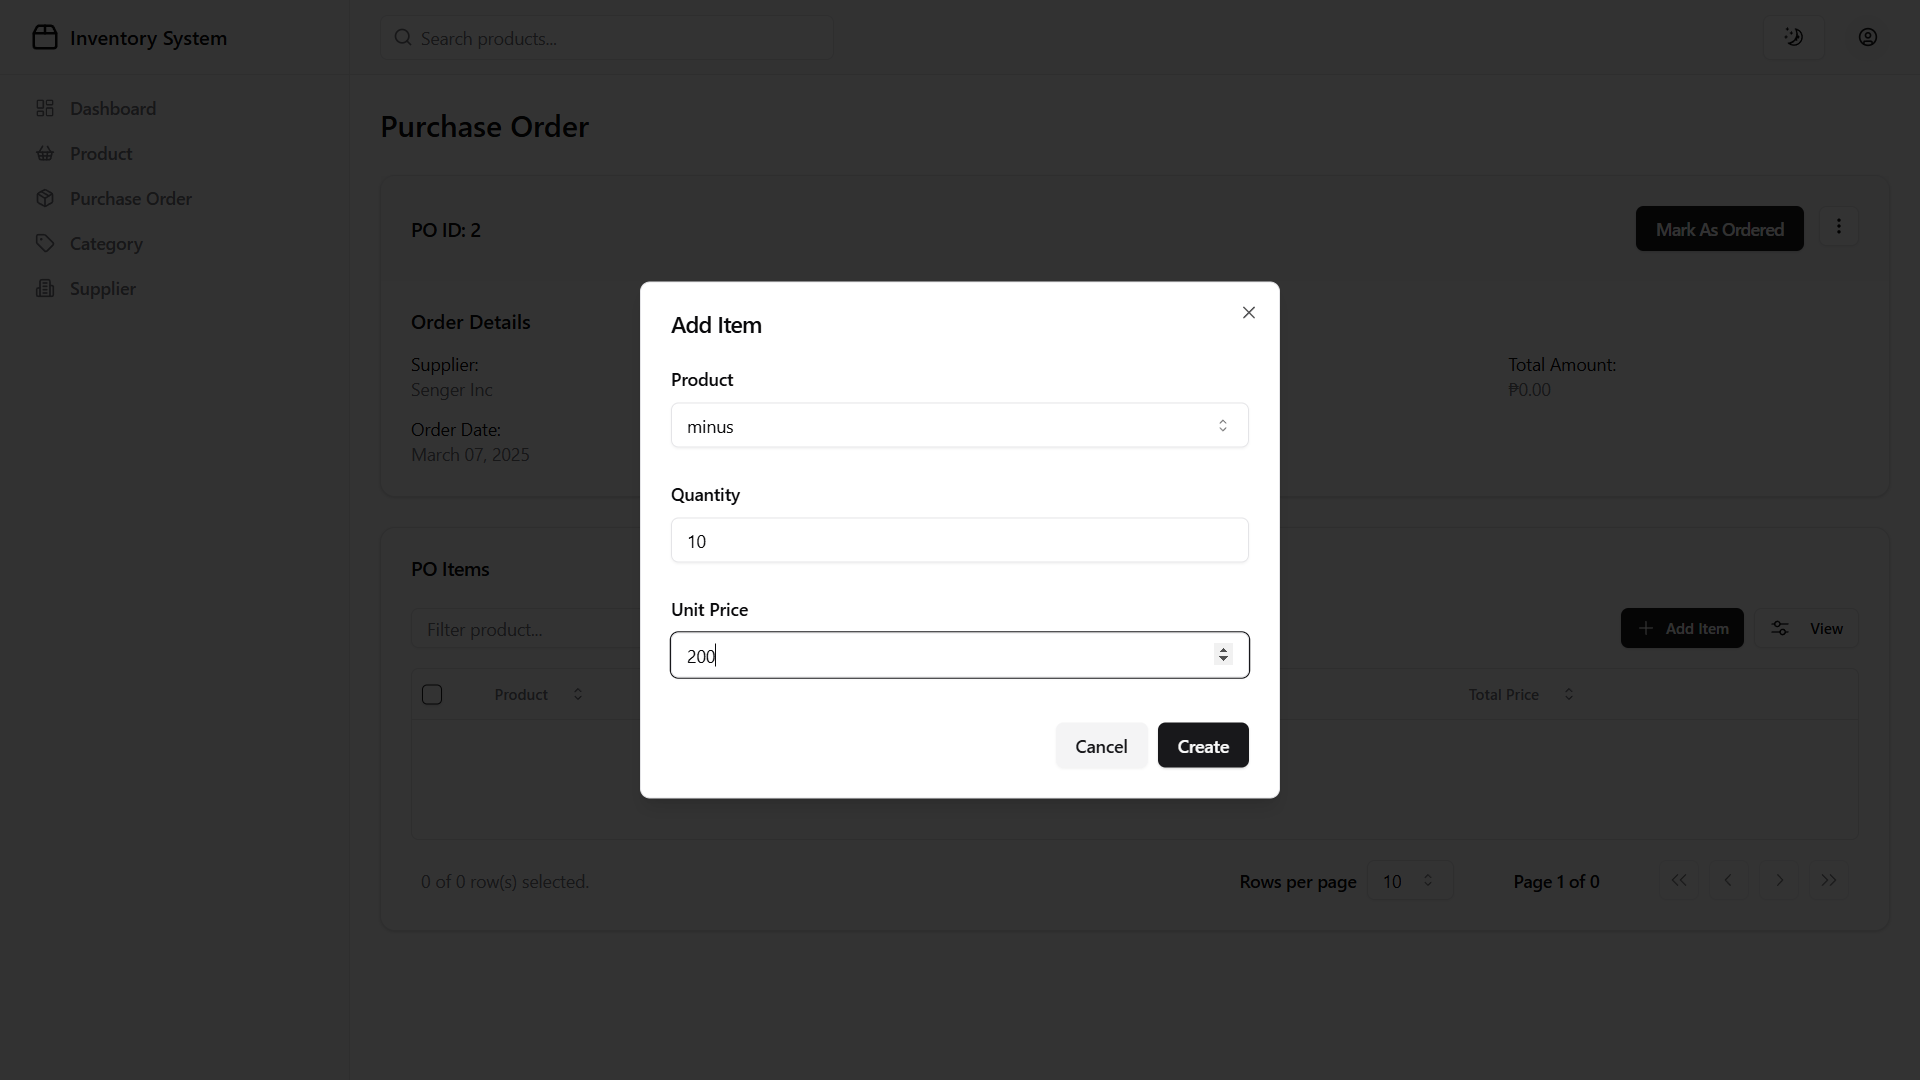 Inventory System
Search products...
Dashboard
Product
Purchase Order
Category
Supplier
Purchase Order
PO ID: 2
Mark As Ordered
Order Details
Supplier:
Senger Inc
Order Date:
March 07, 2025
Total Amount:
₱0.00
PO Items
Filter product...
Add Item
View
Product
Total Price
0 of 0 row(s) selected.
Rows per page
10
Page 1 of 0
Add Item
Product
minus
Quantity
10
Unit Price
200
Cancel
Create